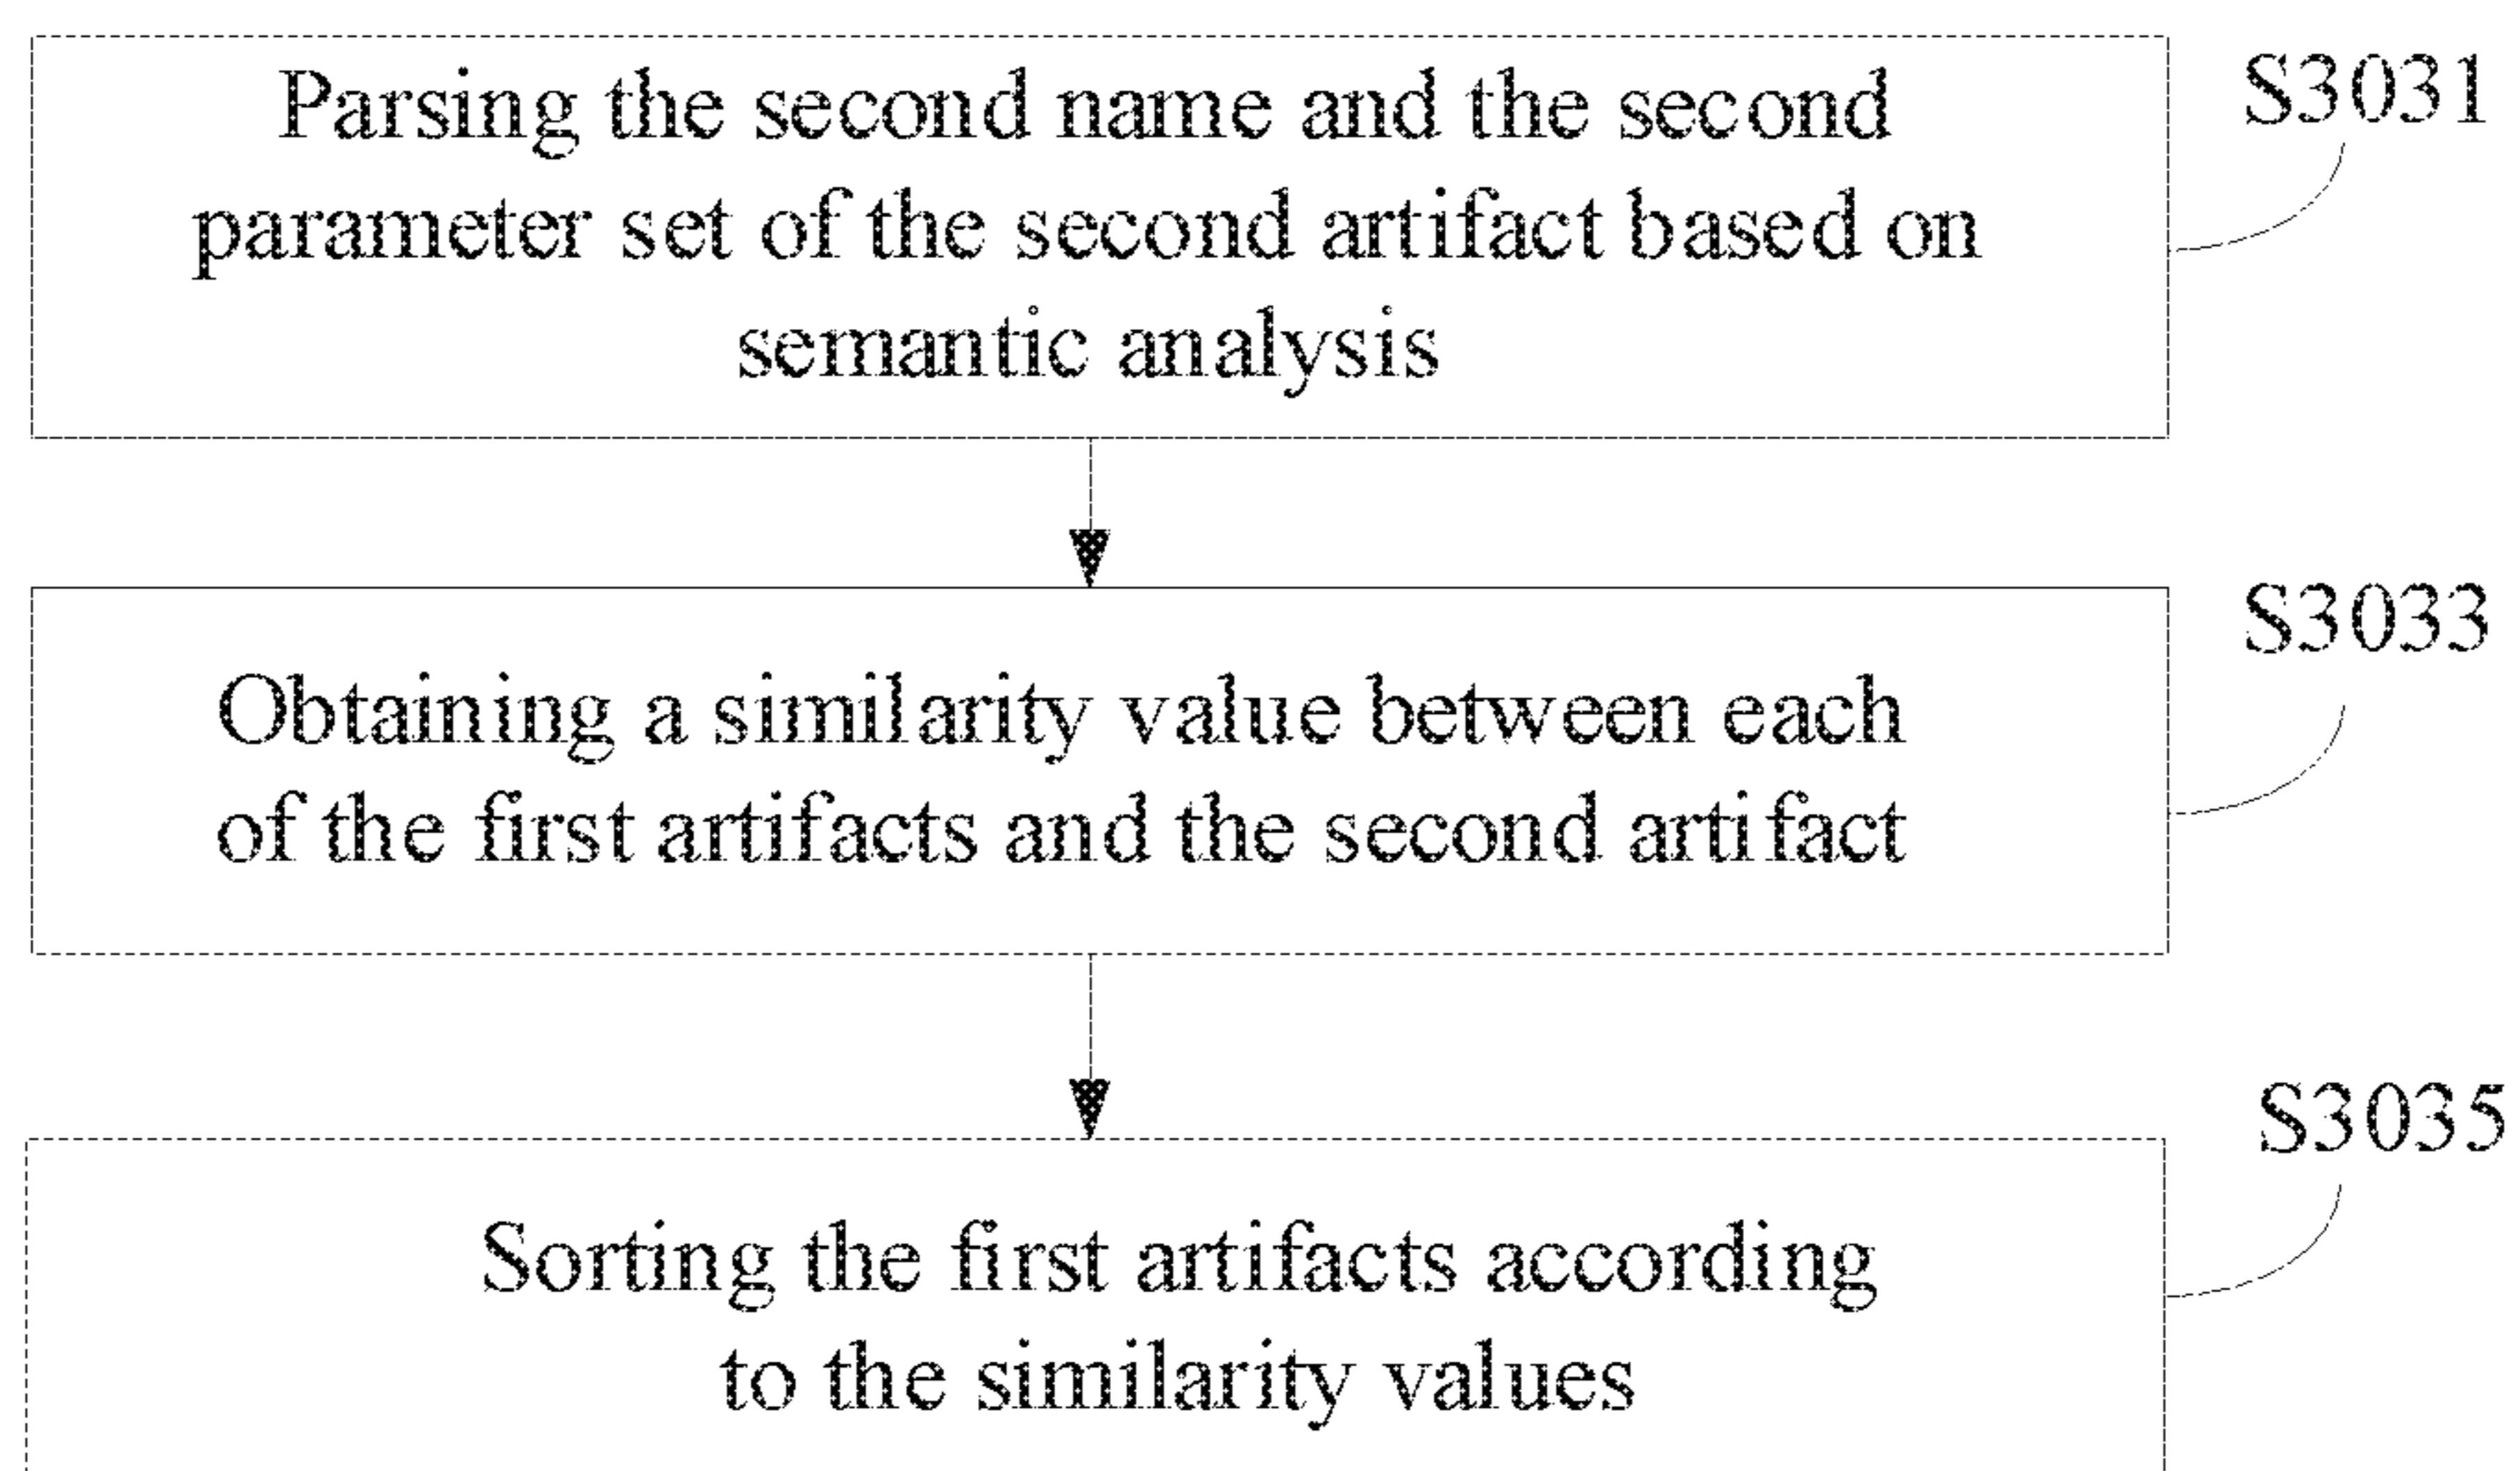 Parsing the second name and the second
parameter set of the second artifact based on
semantic analysis
S3031
Obtaining a similarity value between each
of the first artifacts and the second artifact
S3033
Sorting the first artifacts according
to the similarity values
S3035